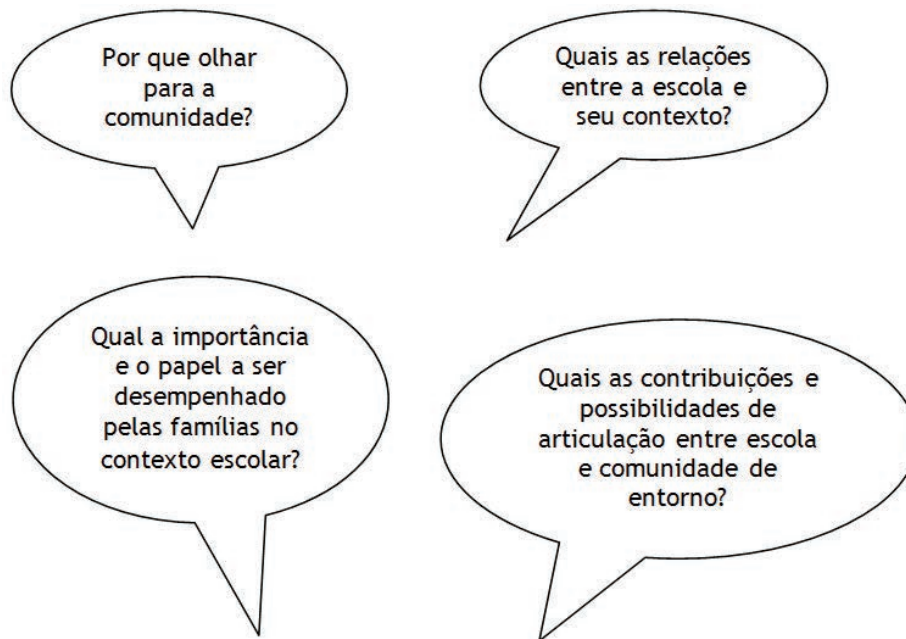 Por que olhar
para a
comunidade?
Quais as relações
entre a escola e
seu contexto?
Qual a importância
e o papel a ser
desempenhado
pelas famílias no
contexto escolar?
Quais as contribuições e
possibilidades de
articulação entre escola
e comunidade de
entorno?